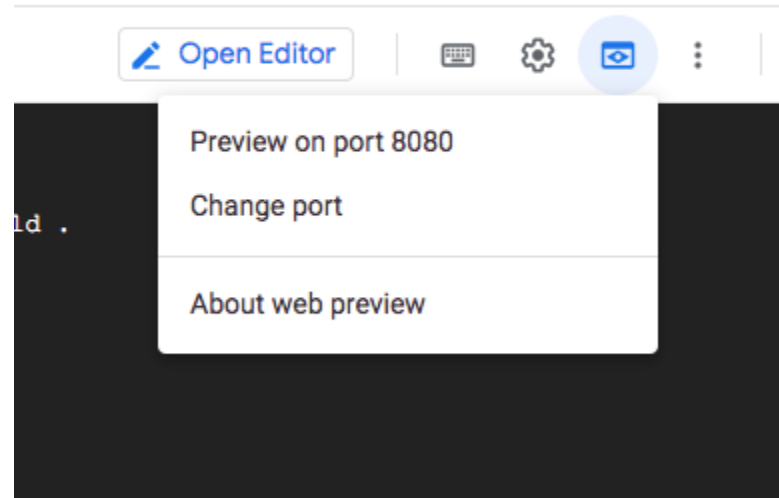 Open Editor
Preview on port 8080
Change port
ld .
About web preview